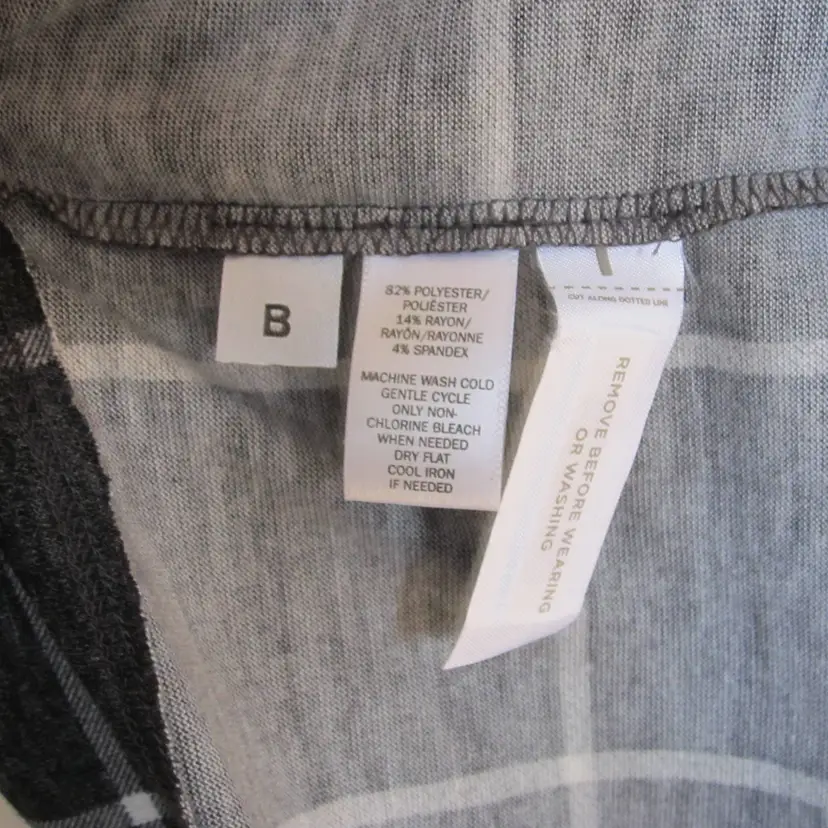 B
82% POLYESTER/
POLIÉSTER
14% RAYON/
RAYÓN/RAYONNE
4% SPANDEX
MACHINE WASH COLD
GENTLE CYCLE
ONLY NON-
CHLORINE BLEACH
WHEN NEEDED
DRY FLAT
COOL IRON
IF NEEDED
CUT ALONG DOTTED LINE
REMOVE BEFORE WEARING
OR WASHING